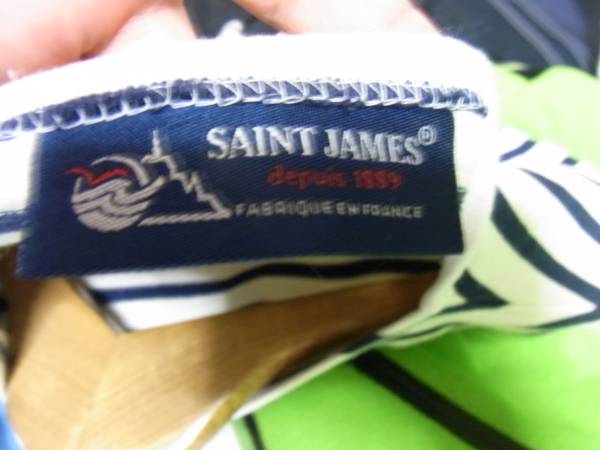 SAINT JAMES®
depuis 1889
FABRIQUE EN FRANCE